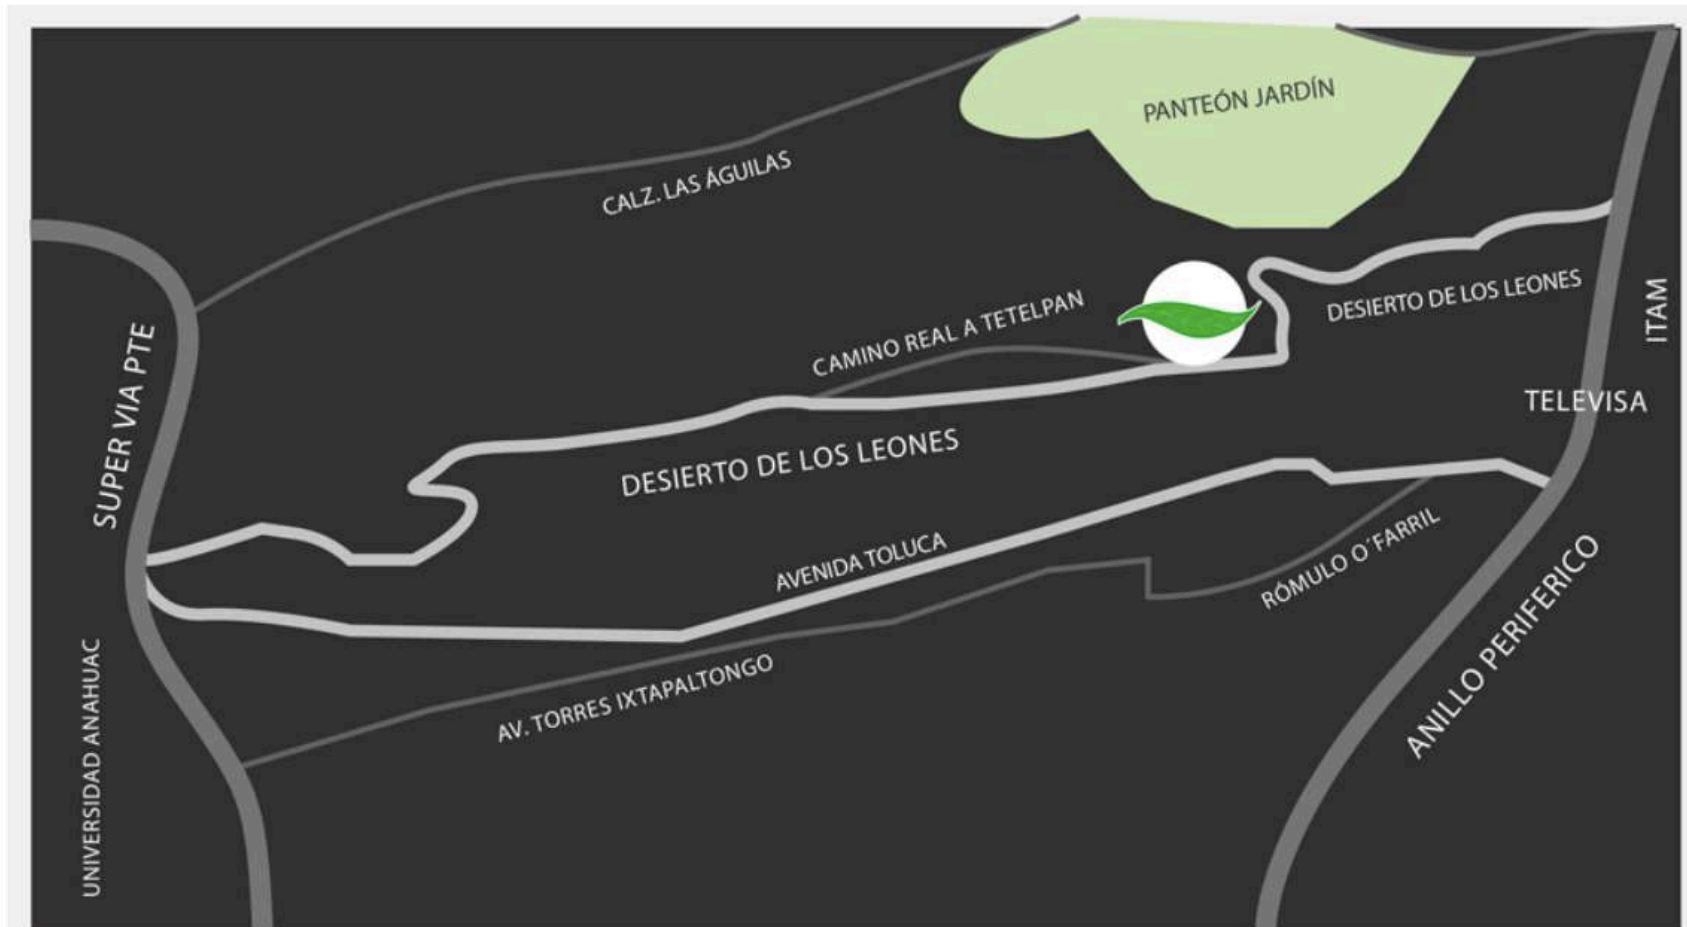 PANTEÓN JARDÍN
CALZ. LAS ÁGUILAS
CAMINO REAL A TETELPAN
DESIERTO DE LOS LEONES
ITAM
SUPER VIA PTE
TELEVISA
DESIERTO DE LOS LEONES
AVENIDA TOLUCA
RÓMULO O´FARRIL
ANILLO PERIFERICO
AV. TORRES IXTAPALTONGO
UNIVERSIDAD ANAHUAC